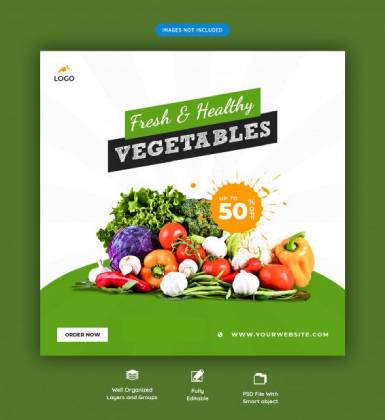 IMAGES NOT INCLUDED
LOGO
Fresh & Healthy
VEGETABLES
UP TO
50% OFF
ORDER NOW
WWW.YOURWEBSITE.COM
Well Organized
Layers and Groups
Fully
Editable
PSD File With
Smart object